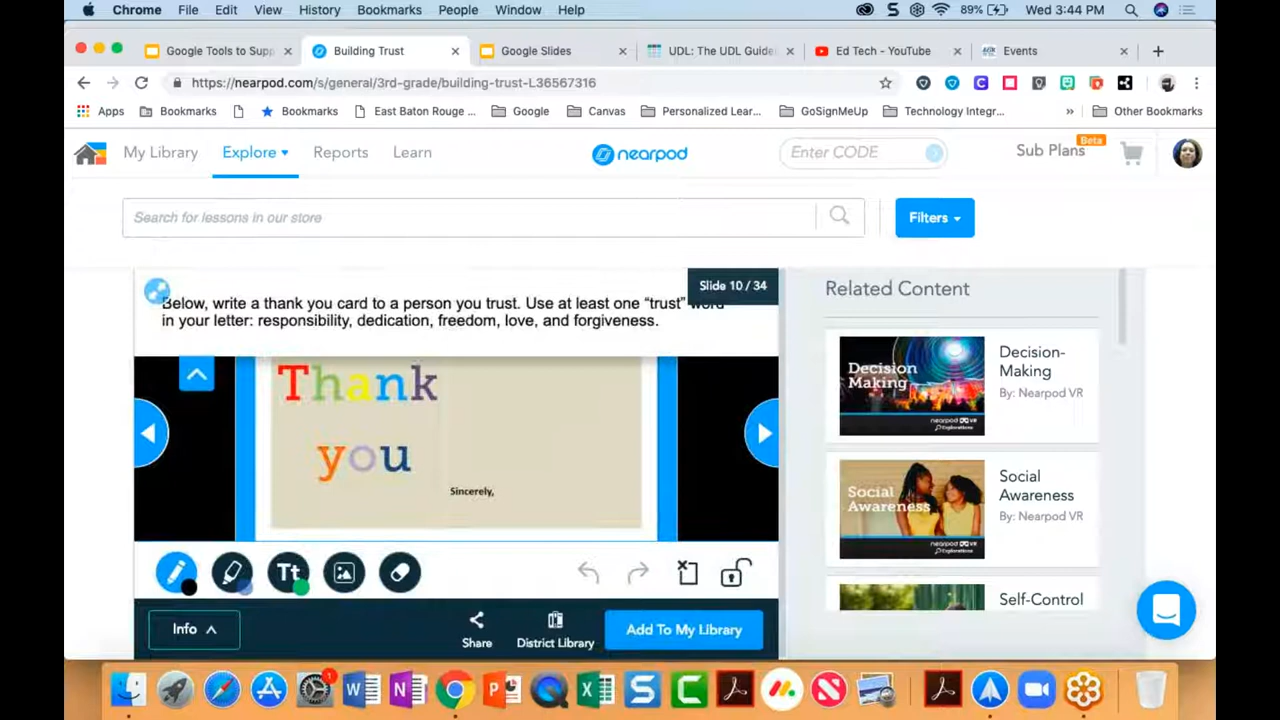 Chrome File Edit View History Bookmarks People Window Help 89% Wed 3:44 PM
Google Tools to Supp Building Trust Google Slides UDL: The UDL Guide Ed Tech - YouTube Events
https://nearpod.com/s/general/3rd-grade/building-trust-L36567316
Apps Bookmarks Bookmarks East Baton Rouge ... Google Canvas Personalized Lear... GoSignMeUp Technology Integr... » Other Bookmarks
My Library Explore Reports Learn nearpod Enter CODE Sub Plans Beta
Search for lessons in our store Filters
Slide 10 / 34
Below, write a thank you card to a person you trust. Use at least one “trust” word
in your letter: responsibility, dedication, freedom, love, and forgiveness.
Thank
you
Sincerely,
Tt
Info Share District Library Add To My Library
Related Content
Decision Making
nearpod VR
Decision-
Making
By: Nearpod VR
Social
Awareness
nearpod VR
Social
Awareness
By: Nearpod VR
Self-Control
1